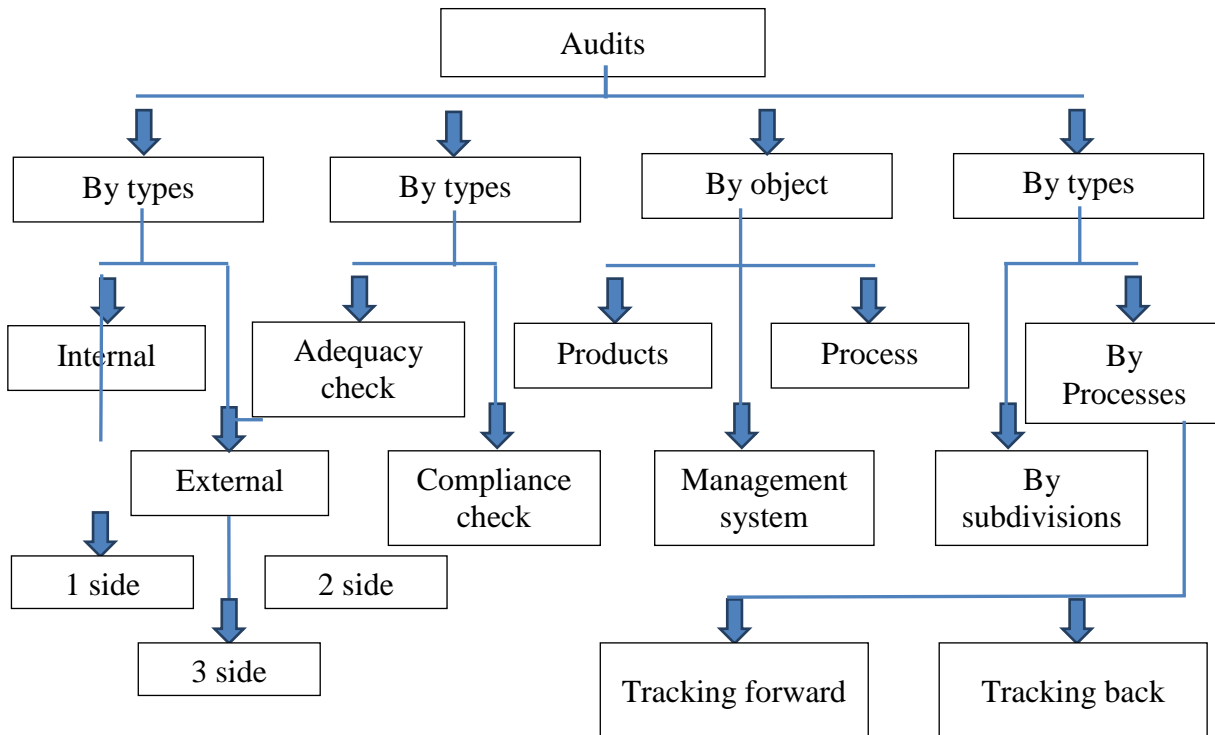 Audits
By types
By types
By object
By types
Internal
Adequacy
check
Products
Process
By
Processes
External
Compliance
check
Management
system
By
subdivisions
1 side
2 side
3 side
Tracking forward
Tracking back